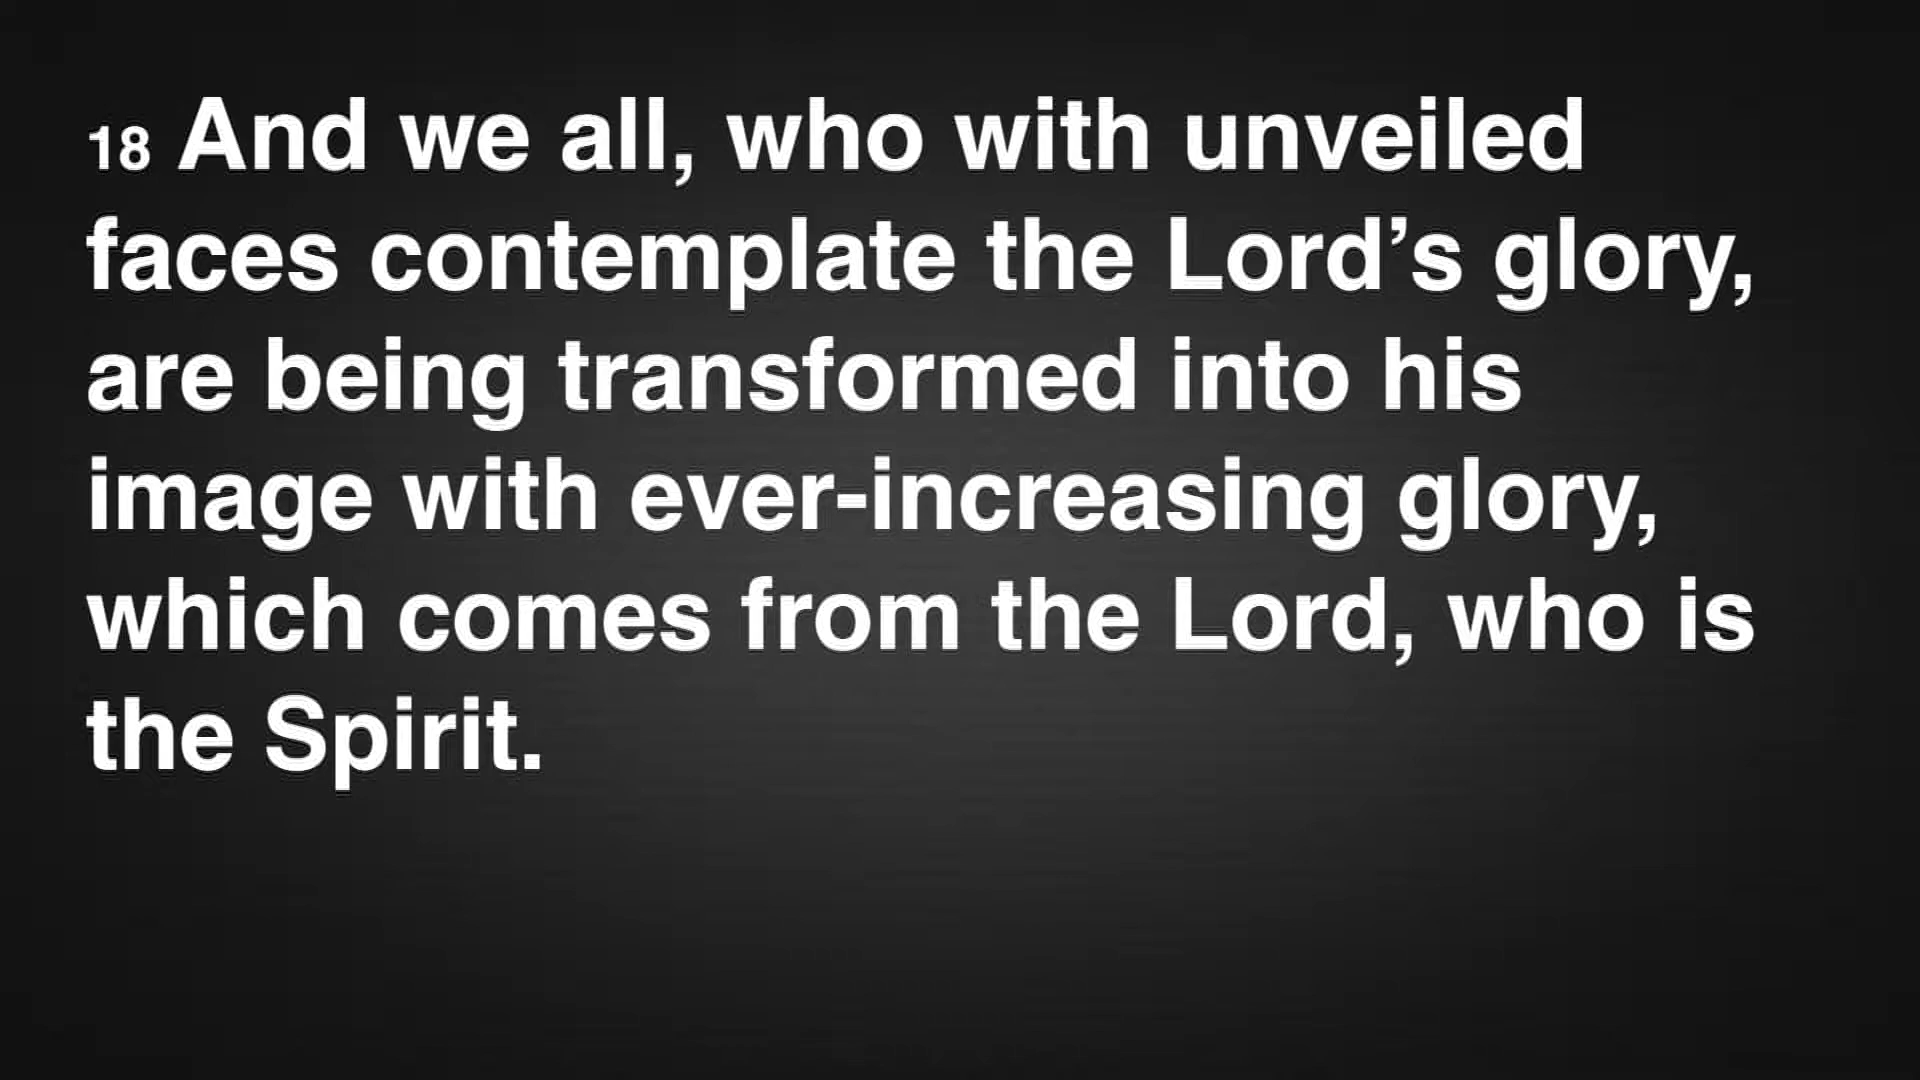 18 And we all, who with unveiled
faces contemplate the Lord’s glory,
are being transformed into his
image with ever-increasing glory,
which comes from the Lord, who is
the Spirit.